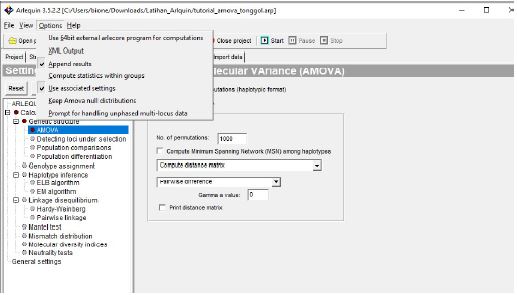 Arlequin 3.5.2.2 [C:/Users/bione/Downloads/Latihan_Arlquin/tutorial_amova_tonggol.arp]
File View Options Help
Open p
Close project Start Pause Stop
Use 64bit external arlecore program for computations
XML Output
Append results
Compute statistics within groups
Use associated settings
Keep Amova null distributions
Prompt for handling unphased multi-locus data
Project
Import data
Settin
ecular VAriance (AMOVA)
Reset
utations (haplotypic format)
ARLEQUI
Calcul
Genetic structure
AMOVA
Detecting loci under selection
Population comparisons
Population differentiation
Genotype assignment
Haplotype inference
ELB algorithm
EM algorithm
Linkage disequilibrium
Hardy-Weinberg
Pairwise linkage
Mantel test
Mismatch distribution
Molecular diversity indices
Neutrality tests
General settings
No. of permutations: 1000
Compute Minimum Spanning Network (MSN) among haplotypes
Compute distance matrix
Pairwise difference
Gamma a value: 0
Print distance matrix